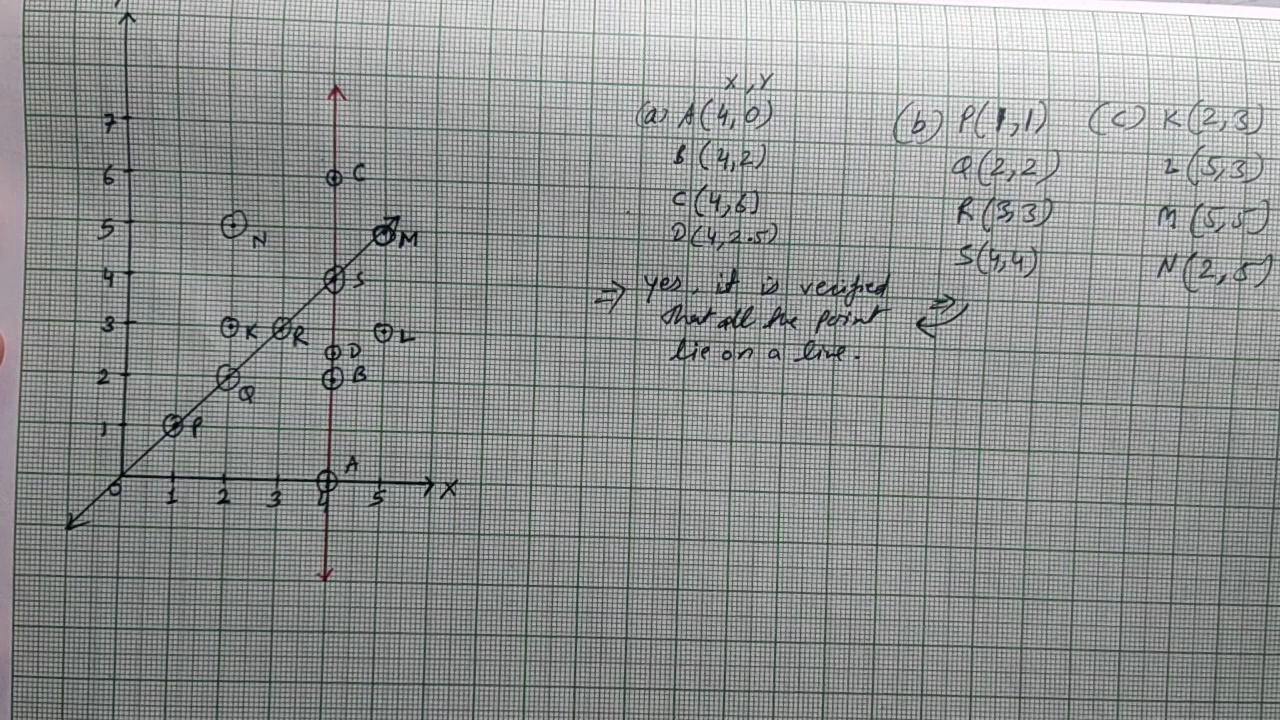 7
6
5
4
3
2
1
0 1 2 3 4 5 X
C
N
M
S
K
R
L
D
B
Q
P
A
X, Y
(a) A(4,0)
B (4,2)
C(4,6)
D(4,2.5)
⇒ yes, it is verified
that all the point
lie on a line.
(b) P(1,1)
Q(2,2)
R(3,3)
S(4,4)
(C) K(2,3)
L(5,3)
M(5,5)
N(2,5)